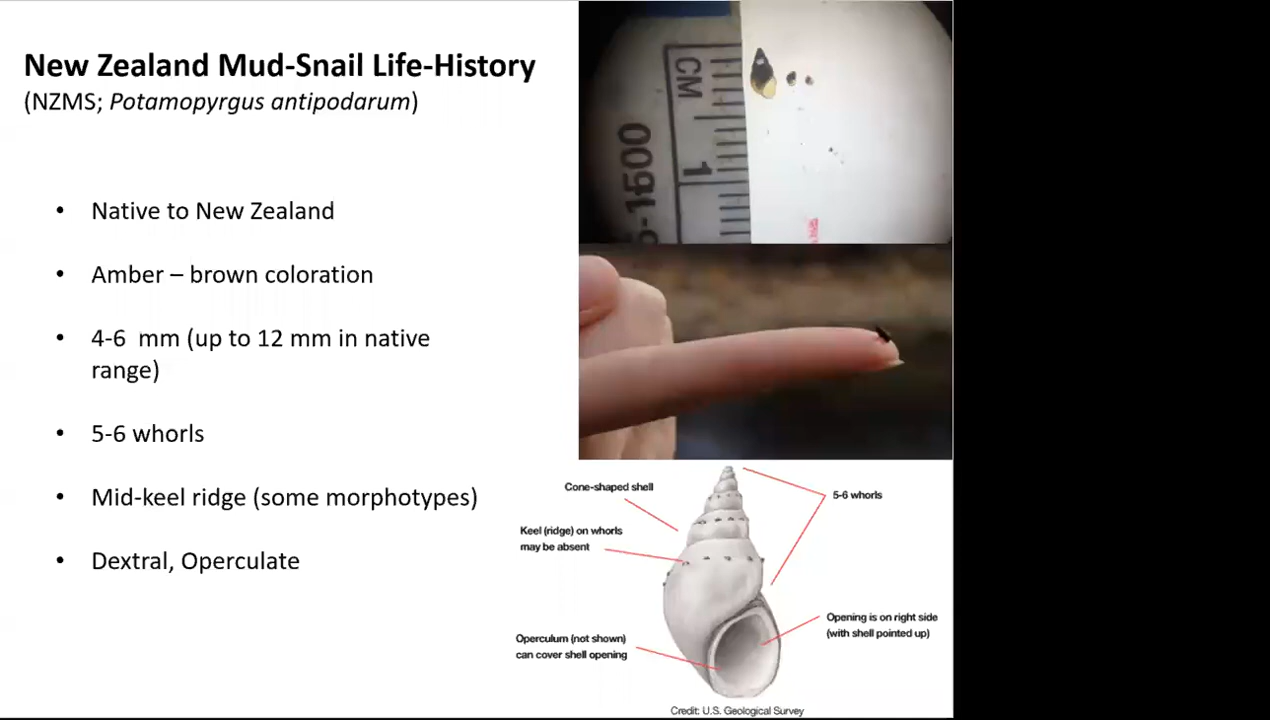 New Zealand Mud-Snail Life-History
(NZMS; Potamopyrgus antipodarum)
• Native to New Zealand
• Amber – brown coloration
• 4-6 mm (up to 12 mm in native
range)
• 5-6 whorls
• Mid-keel ridge (some morphotypes)
• Dextral, Operculate
CM
1
Cone-shaped shell
5-6 whorls
Keel (ridge) on whorls
may be absent
Opening is on right side
(with shell pointed up)
Operculum (not shown)
can cover shell opening
Credit: U.S. Geological Survey